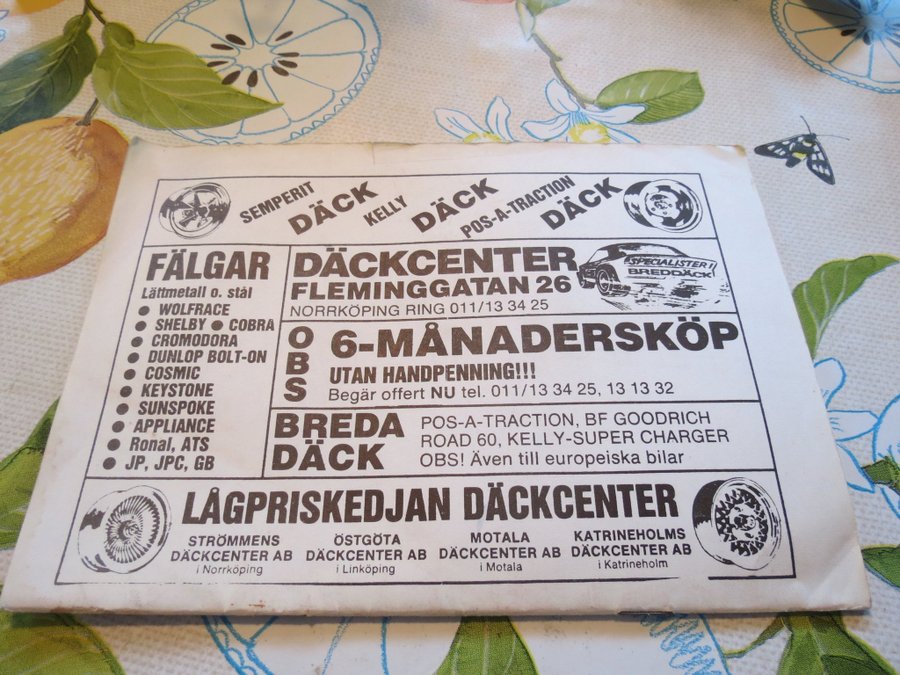 SEMPERIT DÄCK KELLY DÄCK POS-A-TRACTION DÄCK
FÄLGAR
Lättmetall o. stål
● WOLFRACE
● SHELBY ● COBRA
● CROMODORA
● DUNLOP BOLT-ON
● COSMIC
● KEYSTONE
● SUNSPOKE
● APPLIANCE
● Ronal, ATS
● JP, JPC, GB
DÄCKCENTER
FLEMINGGATAN 26
NORRKÖPING RING 011/13 34 25
SPECIALISTER I
BREDDÄCK
OBS
6-MÅNADERSKÖP
UTAN HANDPENNING!!!
Begär offert NU tel. 011/13 34 25, 13 13 32
BREDA
DÄCK
POS-A-TRACTION, BF GOODRICH
ROAD 60, KELLY-SUPER CHARGER
OBS! Även till europeiska bilar
LÅGPRISKEDJAN DÄCKCENTER
STRÖMMENS
DÄCKCENTER AB
i Norrköping
ÖSTGÖTA
DÄCKCENTER AB
i Linköping
MOTALA
DÄCKCENTER AB
i Motala
KATRINEHOLMS
DÄCKCENTER AB
i Katrineholm